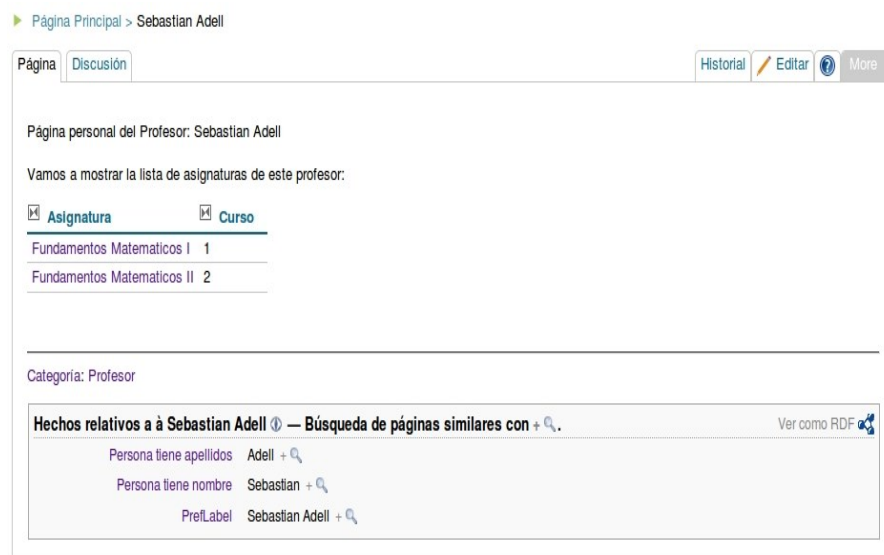 Página Principal > Sebastian Adell
Página Discusión Historial Editar More
Página personal del Profesor: Sebastian Adell
Vamos a mostrar la lista de asignaturas de este profesor:
Asignatura Curso
Fundamentos Matematicos I 1
Fundamentos Matematicos II 2
Categoría: Profesor
Hechos relativos a à Sebastian Adell — Búsqueda de páginas similares con +. Ver como RDF
Persona tiene apellidos Adell +
Persona tiene nombre Sebastian +
PrefLabel Sebastian Adell +